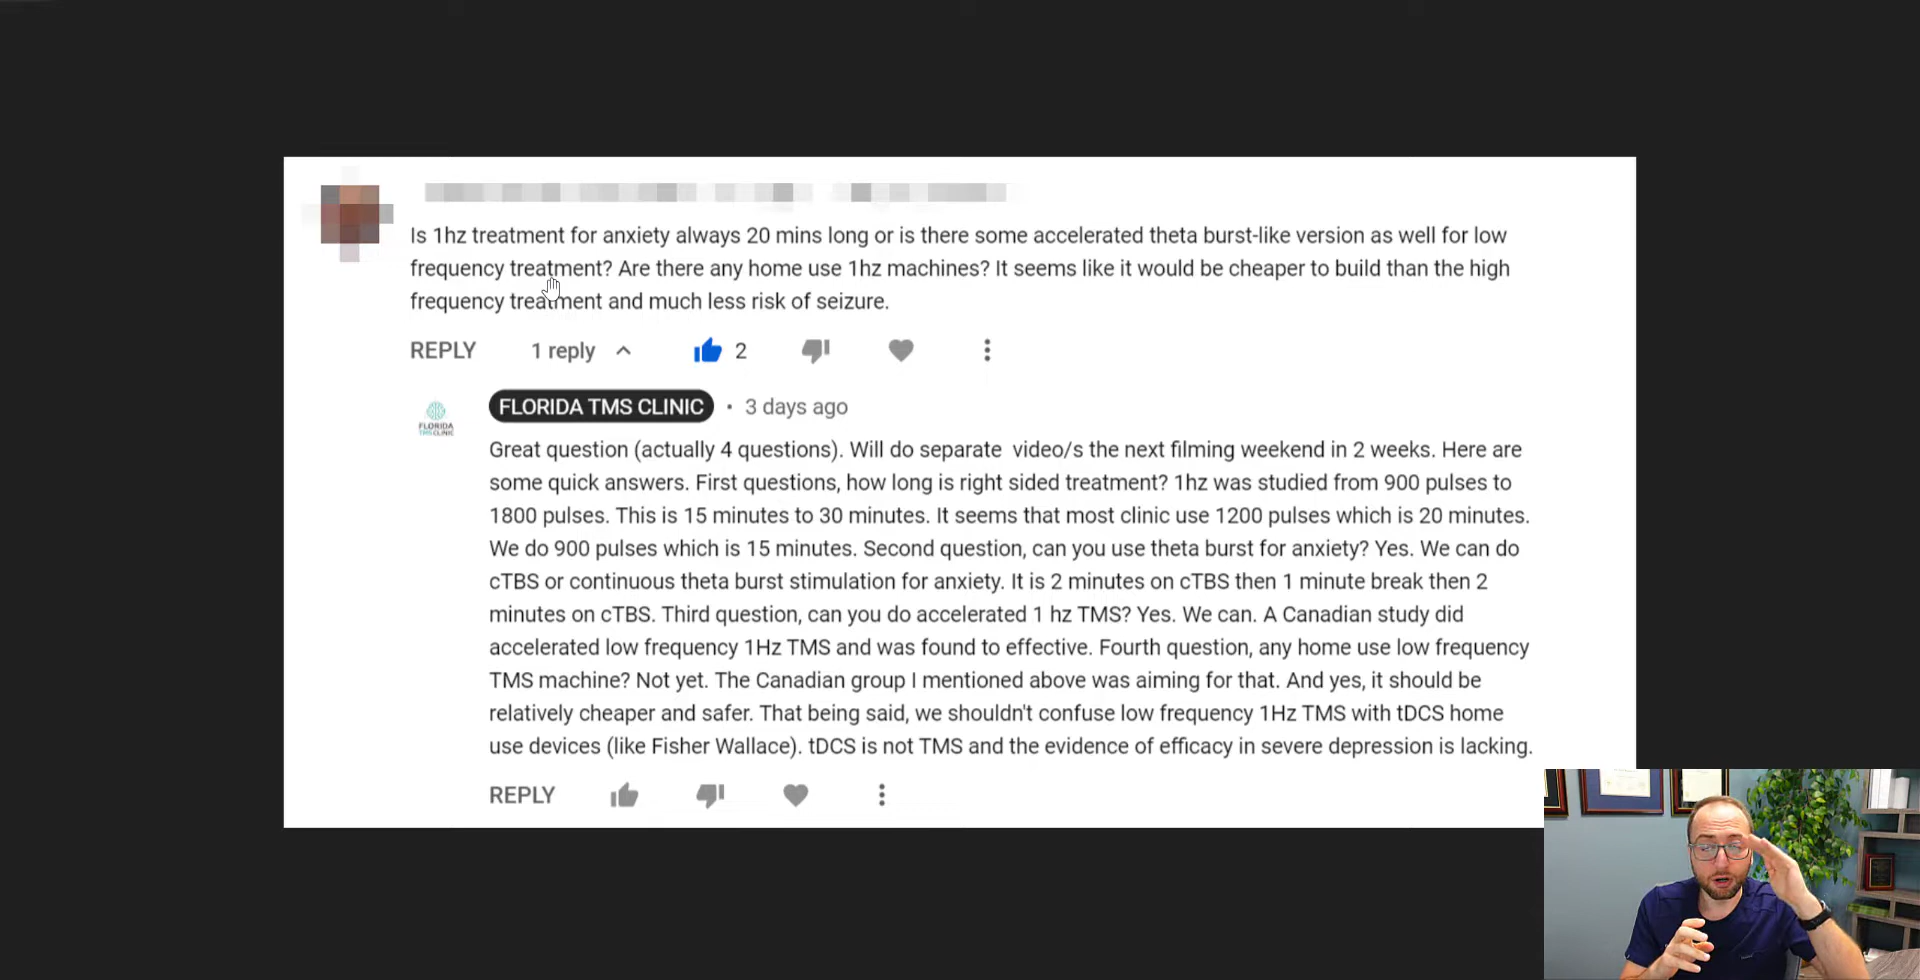 Is 1hz treatment for anxiety always 20 mins long or is there some accelerated theta burst-like version as well for low
frequency treatment? Are there any home use 1hz machines? It seems like it would be cheaper to build than the high
frequency treatment and much less risk of seizure.
REPLY 1 reply 2
FLORIDA TMS CLINIC • 3 days ago
FLORIDA
TMS CLINIC
Great question (actually 4 questions). Will do separate video/s the next filming weekend in 2 weeks. Here are
some quick answers. First questions, how long is right sided treatment? 1hz was studied from 900 pulses to
1800 pulses. This is 15 minutes to 30 minutes. It seems that most clinic use 1200 pulses which is 20 minutes.
We do 900 pulses which is 15 minutes. Second question, can you use theta burst for anxiety? Yes. We can do
cTBS or continuous theta burst stimulation for anxiety. It is 2 minutes on cTBS then 1 minute break then 2
minutes on cTBS. Third question, can you do accelerated 1 hz TMS? Yes. We can. A Canadian study did
accelerated low frequency 1Hz TMS and was found to effective. Fourth question, any home use low frequency
TMS machine? Not yet. The Canadian group I mentioned above was aiming for that. And yes, it should be
relatively cheaper and safer. That being said, we shouldn't confuse low frequency 1Hz TMS with tDCS home
use devices (like Fisher Wallace). tDCS is not TMS and the evidence of efficacy in severe depression is lacking.
REPLY